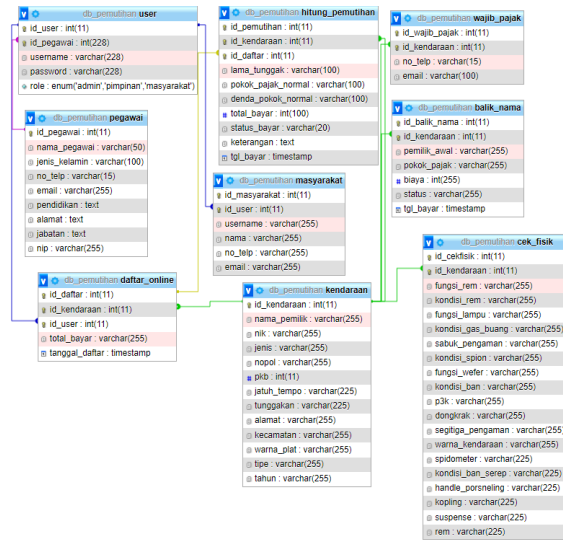 db_pemutihan user
id_user : int(11)
id_pegawai : int(228)
username : varchar(228)
password : varchar(228)
role : enum('admin','pimpinan','masyarakat')
db_pemutihan pegawai
id_pegawai : int(11)
nama_pegawai : varchar(50)
jenis_kelamin : varchar(100)
no_telp : varchar(15)
email : varchar(255)
pendidikan : text
alamat : text
jabatan : text
nip : varchar(255)
db_pemutihan daftar_online
id_daftar : int(11)
id_kendaraan : int(11)
id_user : int(11)
total_bayar : varchar(255)
tanggal_daftar : timestamp
db_pemutihan hitung_pemutihan
id_pemutihan : int(11)
id_kendaraan : int(11)
id_daftar : int(11)
lama_tunggak : varchar(100)
pokok_pajak_normal : varchar(100)
denda_pokok_normal : varchar(100)
total_bayar : int(100)
status_bayar : varchar(20)
keterangan : text
tgl_bayar : timestamp
db_pemutihan masyarakat
id_masyarakat : int(11)
id_user : int(11)
username : varchar(255)
nama : varchar(255)
no_telp : varchar(255)
email : varchar(255)
db_pemutihan kendaraan
id_kendaraan : int(11)
nama_pemilik : varchar(255)
nik : varchar(255)
jenis : varchar(255)
nopol : varchar(255)
pkb : int(11)
jatuh_tempo : varchar(225)
tunggakan : varchar(225)
alamat : varchar(255)
kecamatan : varchar(255)
warna_plat : varchar(255)
tipe : varchar(255)
tahun : varchar(255)
db_pemutihan wajib_pajak
id_wajib_pajak : int(11)
id_kendaraan : int(11)
no_telp : varchar(15)
email : varchar(100)
db_pemutihan balik_nama
id_balik_nama : int(11)
id_kendaraan : int(11)
pemilik_awal : varchar(255)
pokok_pajak : varchar(255)
biaya : int(255)
status : varchar(255)
tgl_bayar : timestamp
db_pemutihan cek_fisik
id_cekfisik : int(11)
id_kendaraan : int(11)
fungsi_rem : varchar(255)
kondisi_rem : varchar(255)
fungsi_lampu : varchar(255)
kondisi_gas_buang : varchar(255)
sabuk_pengaman : varchar(255)
kondisi_spion : varchar(255)
fungsi_wefer : varchar(255)
kondisi_ban : varchar(255)
p3k : varchar(255)
dongkrak : varchar(255)
segitiga_pengaman : varchar(255)
warna_kendaraan : varchar(255)
spidometer : varchar(225)
kondisi_ban_serep : varchar(225)
handle_porsneling : varchar(225)
kopling : varchar(225)
suspense : varchar(225)
rem : varchar(225)